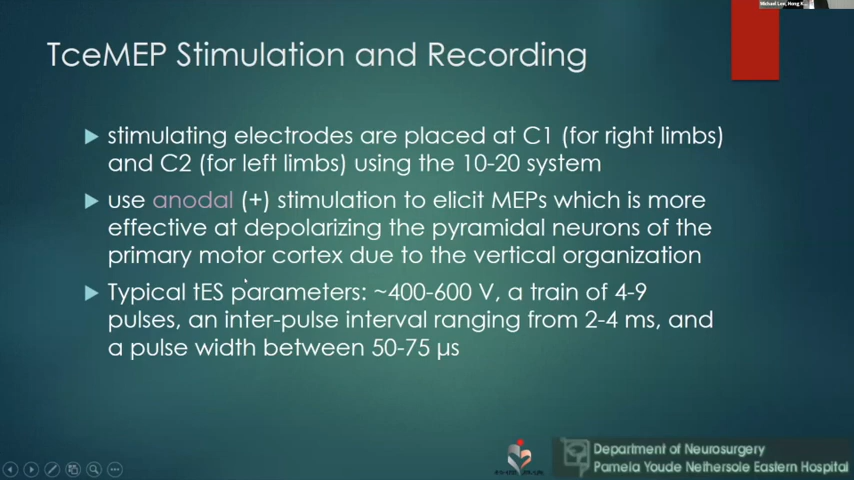 Michael Lee, Hong K...
TceMEP Stimulation and Recording
stimulating electrodes are placed at C1 (for right limbs)
and C2 (for left limbs) using the 10-20 system
use anodal (+) stimulation to elicit MEPs which is more
effective at depolarizing the pyramidal neurons of the
primary motor cortex due to the vertical organization
Typical tES parameters: ~400-600 V, a train of 4-9
pulses, an inter-pulse interval ranging from 2-4 ms, and
a pulse width between 50-75 µs
Department of Neurosurgery
Pamela Youde Nethersole Eastern Hospital